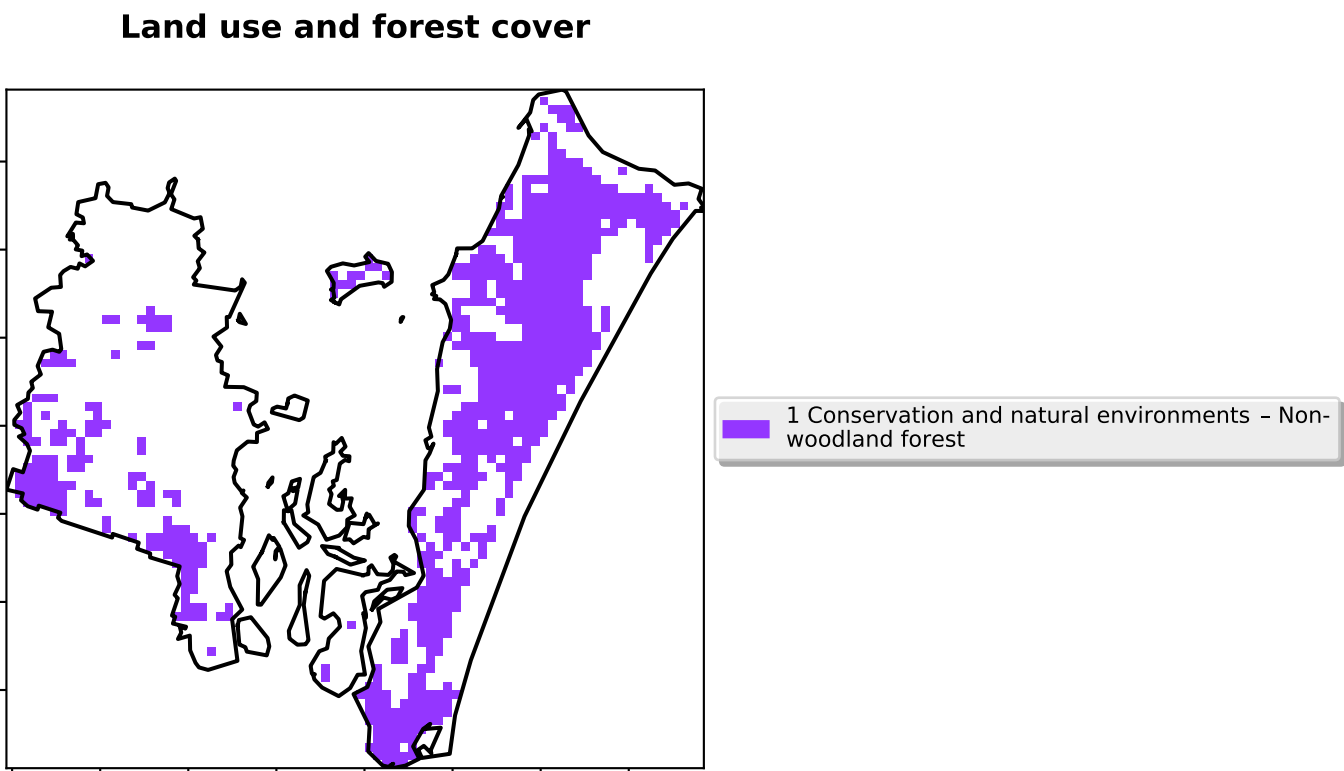 Land use and forest cover
1 Conservation and natural environments – Non-
woodland forest